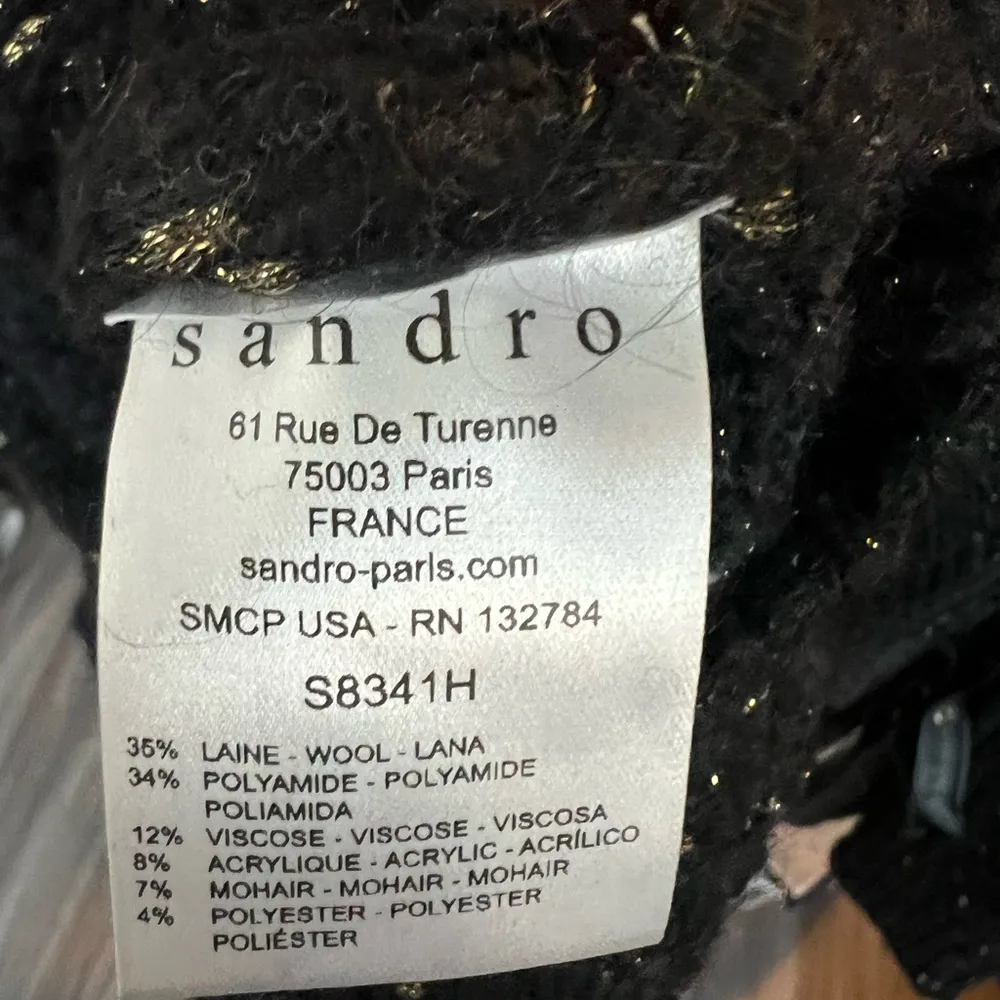 sandro
61 Rue De Turenne
75003 Paris
FRANCE
sandro-paris.com
SMCP USA - RN 132784
S8341H
35% LAINE - WOOL - LANA
34% POLYAMIDE - POLYAMIDE
POLIAMIDA
12% VISCOSE - VISCOSE - VISCOSA
8% ACRYLIQUE - ACRYLIC - ACRÍLICO
7% MOHAIR - MOHAIR - MOHAIR
4% POLYESTER - POLYESTER
POLIÉSTER